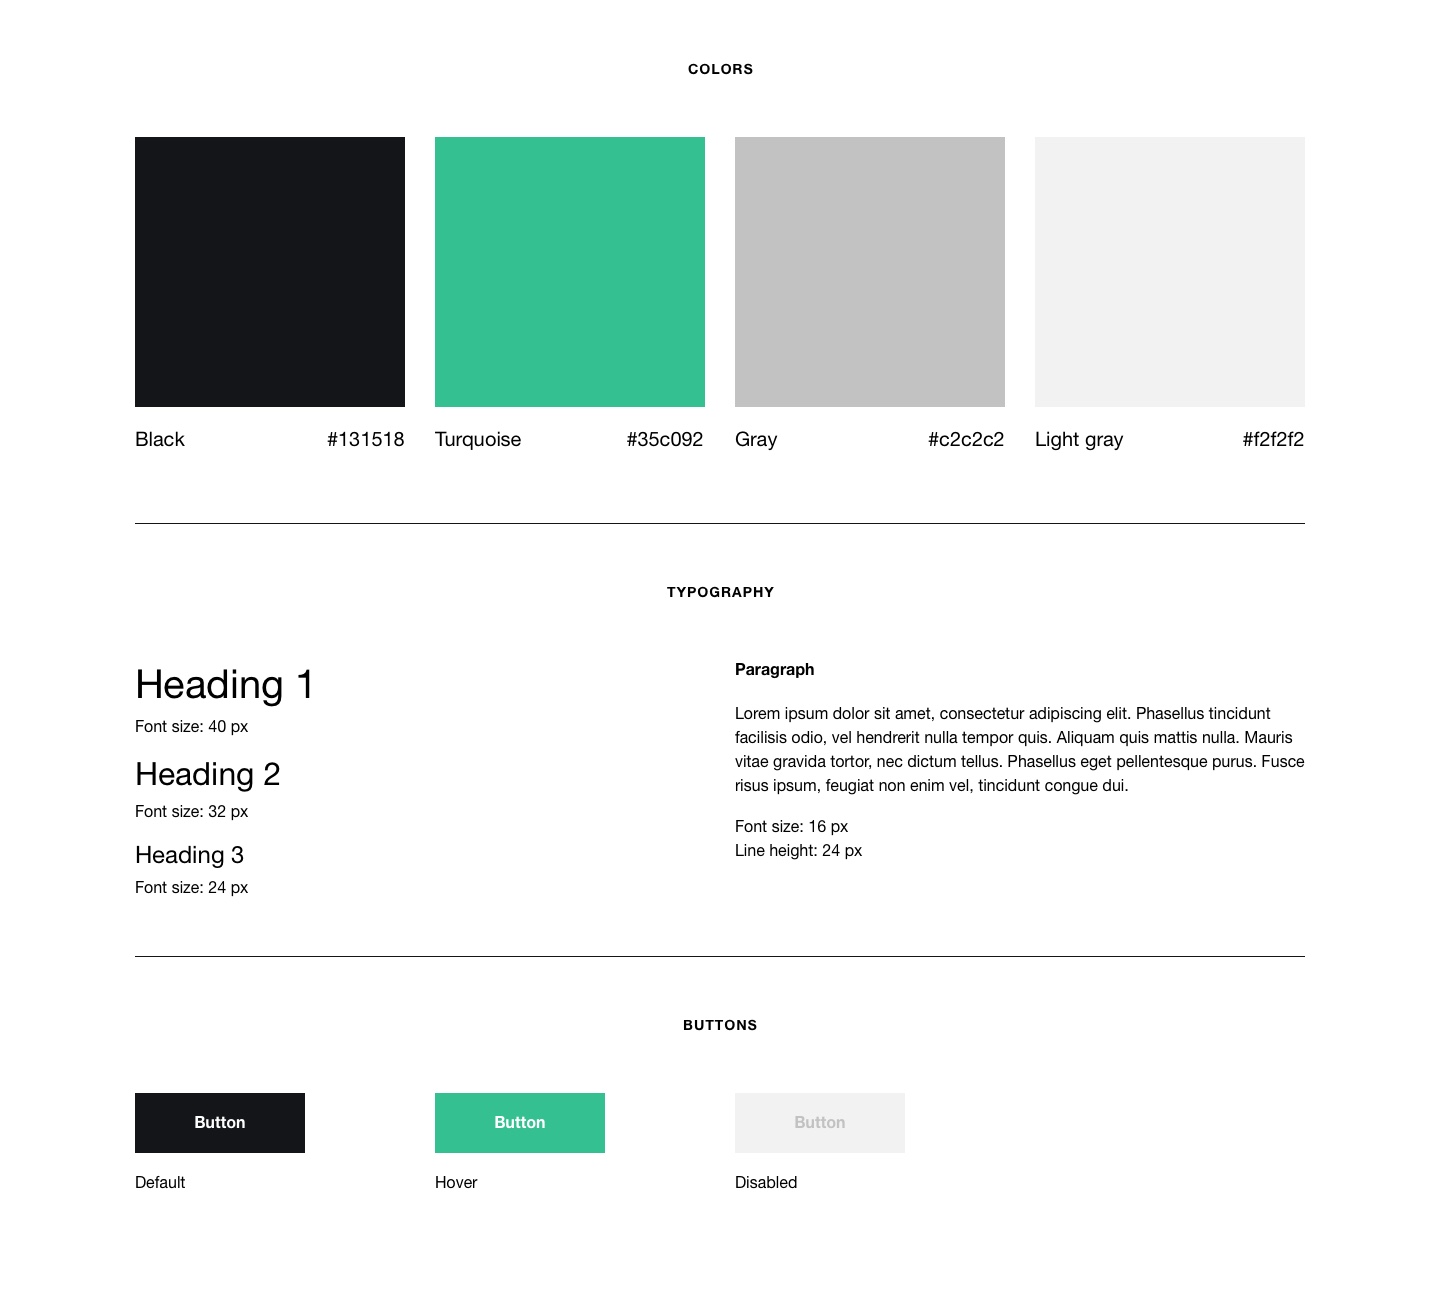 COLORS
Black #131518 Turquoise #35c092 Gray #c2c2c2 Light gray #f2f2f2
TYPOGRAPHY
Heading 1
Font size: 40 px
Heading 2
Font size: 32 px
Heading 3
Font size: 24 px
Paragraph
Lorem ipsum dolor sit amet, consectetur adipiscing elit. Phasellus tincidunt
facilisis odio, vel hendrerit nulla tempor quis. Aliquam quis mattis nulla. Mauris
vitae gravida tortor, nec dictum tellus. Phasellus eget pellentesque purus. Fusce
risus ipsum, feugiat non enim vel, tincidunt congue dui.
Font size: 16 px
Line height: 24 px
BUTTONS
Button Button Button
Default Hover Disabled